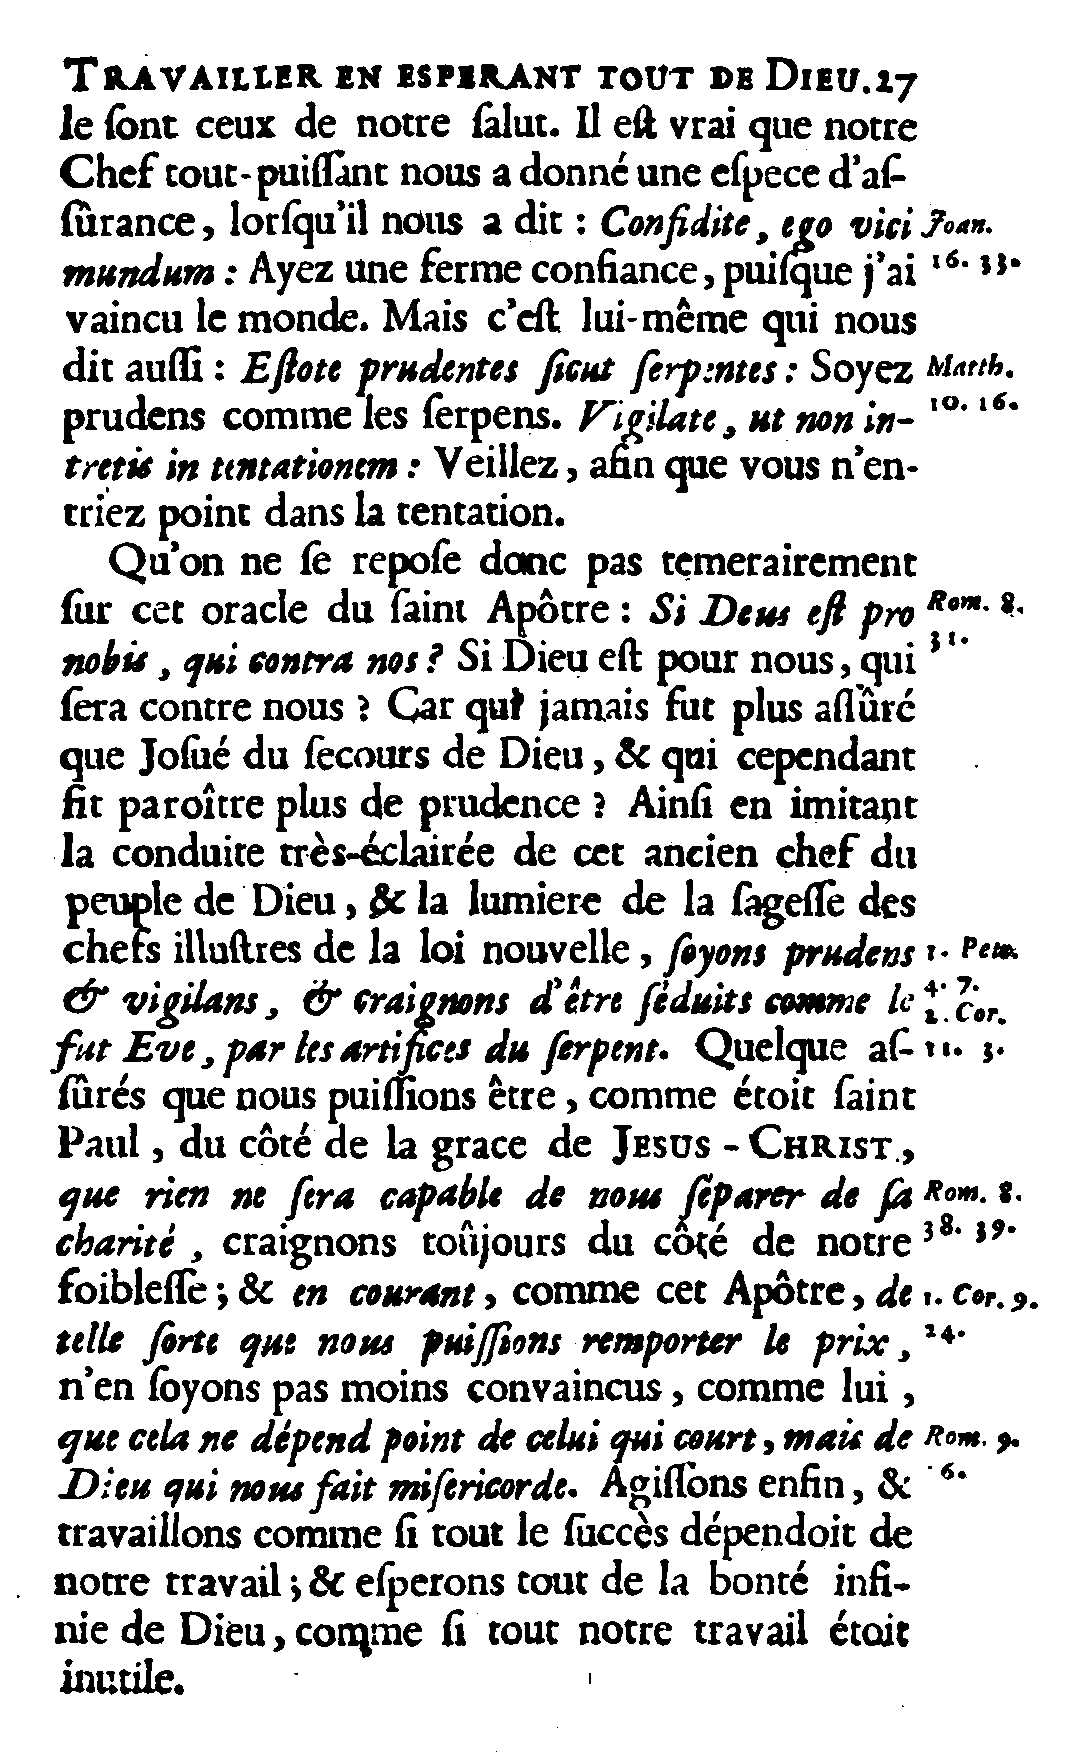 TRAVAILLER EN ESPERANT TOUT DE DIEU. 27
le ſont ceux de notre ſalut. Il eſt vrai que notre
Chef tout-puiſſant nous a donné une eſpece d'aſ-
ſûrance, lorſqu'il nous a dit : Confidite, ego vici Joan.
mundum : Ayez une ferme confiance, puiſque j'ai 16. 33.
vaincu le monde. Mais c'eſt lui-même qui nous
dit auſſi : Eſtote prudentes ſicut ſerpentes : Soyez Matth.
prudens comme les ſerpens. Vigilate, ut non in- 10. 16.
tretis in tentationem : Veillez, afin que vous n'en-
triez point dans la tentation.
Qu'on ne ſe repoſe donc pas temerairement
ſur cet oracle du ſaint Apôtre : Si Deus eſt pro Rom. 8.
nobis, qui contra nos ? Si Dieu eſt pour nous, qui 31.
ſera contre nous ? Car qui jamais fut plus aſſûré
que Joſué du ſecours de Dieu, & qui cependant
fit paroître plus de prudence ? Ainſi en imitant
la conduite très-éclairée de cet ancien chef du
peuple de Dieu, & la lumiere de la ſageſſe des
chefs illuſtres de la loi nouvelle, ſoyons prudens 1. Petr.
& vigilans, & craignons d'être ſéduits comme le 4. 7. 2. Cor.
fut Eve, par les artifices du ſerpent. Quelque aſ- 11. 3.
ſûrés que nous puiſſions être, comme étoit ſaint
Paul, du côté de la grace de JESUS-CHRIST,
que rien ne ſera capable de nous ſéparer de ſa Rom. 8.
charité, craignons toûjours du côté de notre 38. 39.
foibleſſe ; & en courant, comme cet Apôtre, de 1. Cor. 9.
telle ſorte que nous puiſſions remporter le prix, 24.
n'en ſoyons pas moins convaincus, comme lui,
que cela ne dépend point de celui qui court, mais de Rom. 9.
Dieu qui nous fait miſericorde. Agiſſons enfin, & 6.
travaillons comme ſi tout le ſuccès dépendoit de
notre travail ; & eſperons tout de la bonté infi-
nie de Dieu, comme ſi tout notre travail étoit
inutile.